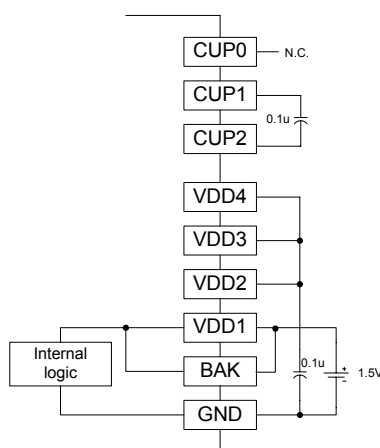 CUP0
N.C.
CUP1
0.1u
CUP2
VDD4
VDD3
VDD2
VDD1
Internal
logic
BAK
0.1u
+
-
1.5V
GND